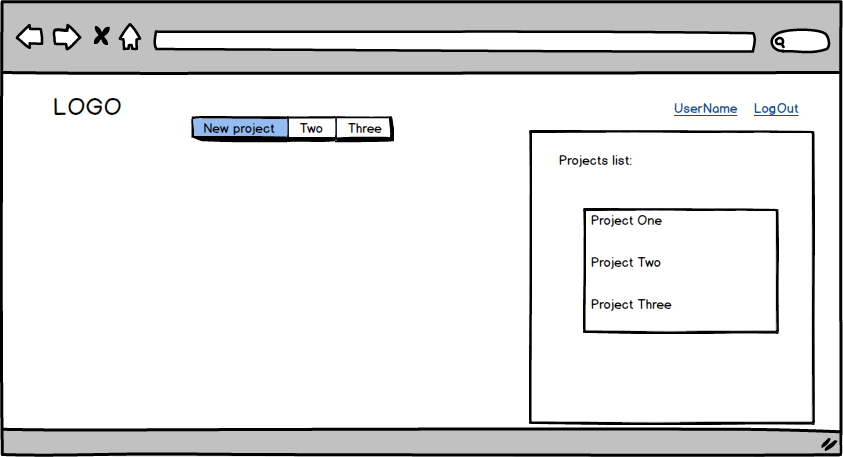 LOGO
UserName LogOut
New project Two Three
Projects list:
Project One
Project Two
Project Three